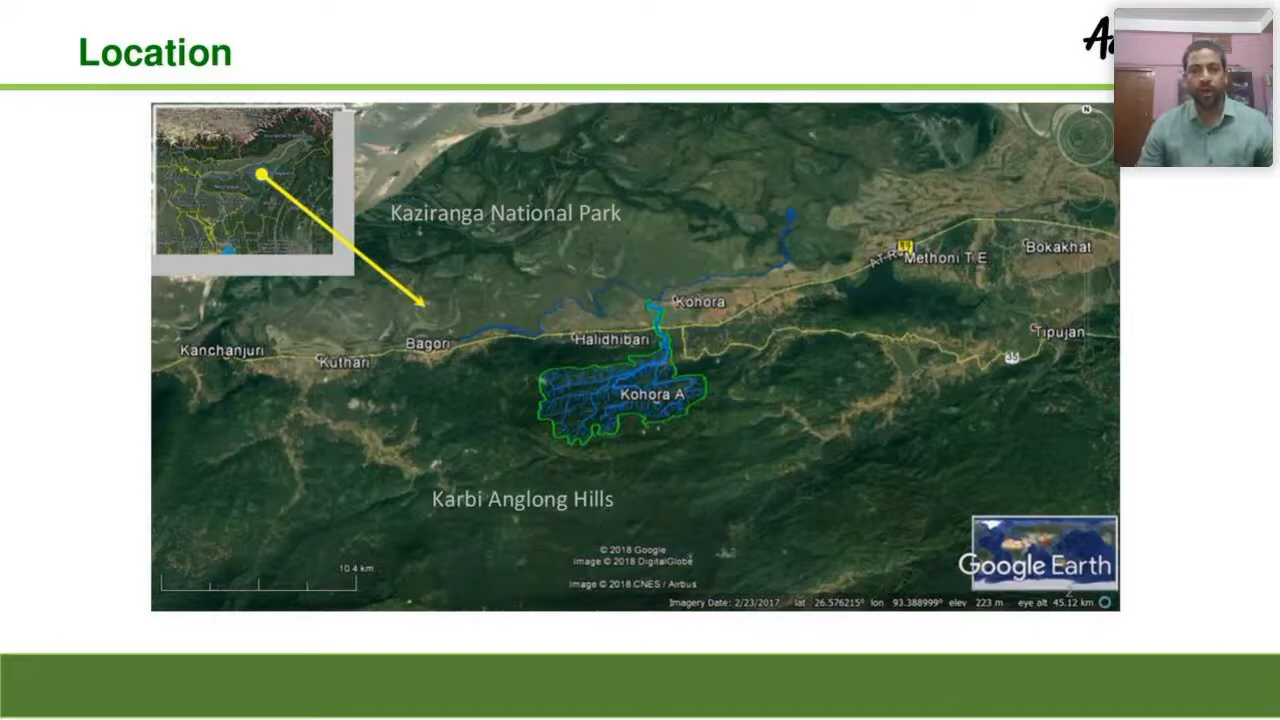 Location
A
N
Kaziranga National Park
Bokakhat
Methoni T.E.
Kohora
Tipujan
Halidhibari
Bagori
Kanchanjuri
Kuthari
35
Kohora A
Karbi Anglong Hills
© 2018 Google
Image © 2018 DigitalGlobe
Image © 2018 CNES / Airbus
10.4 km
Google Earth
Imagery Date: 2/23/2017 lat 26.576215° lon 93.388999° elev 223 m eye alt 45.12 km